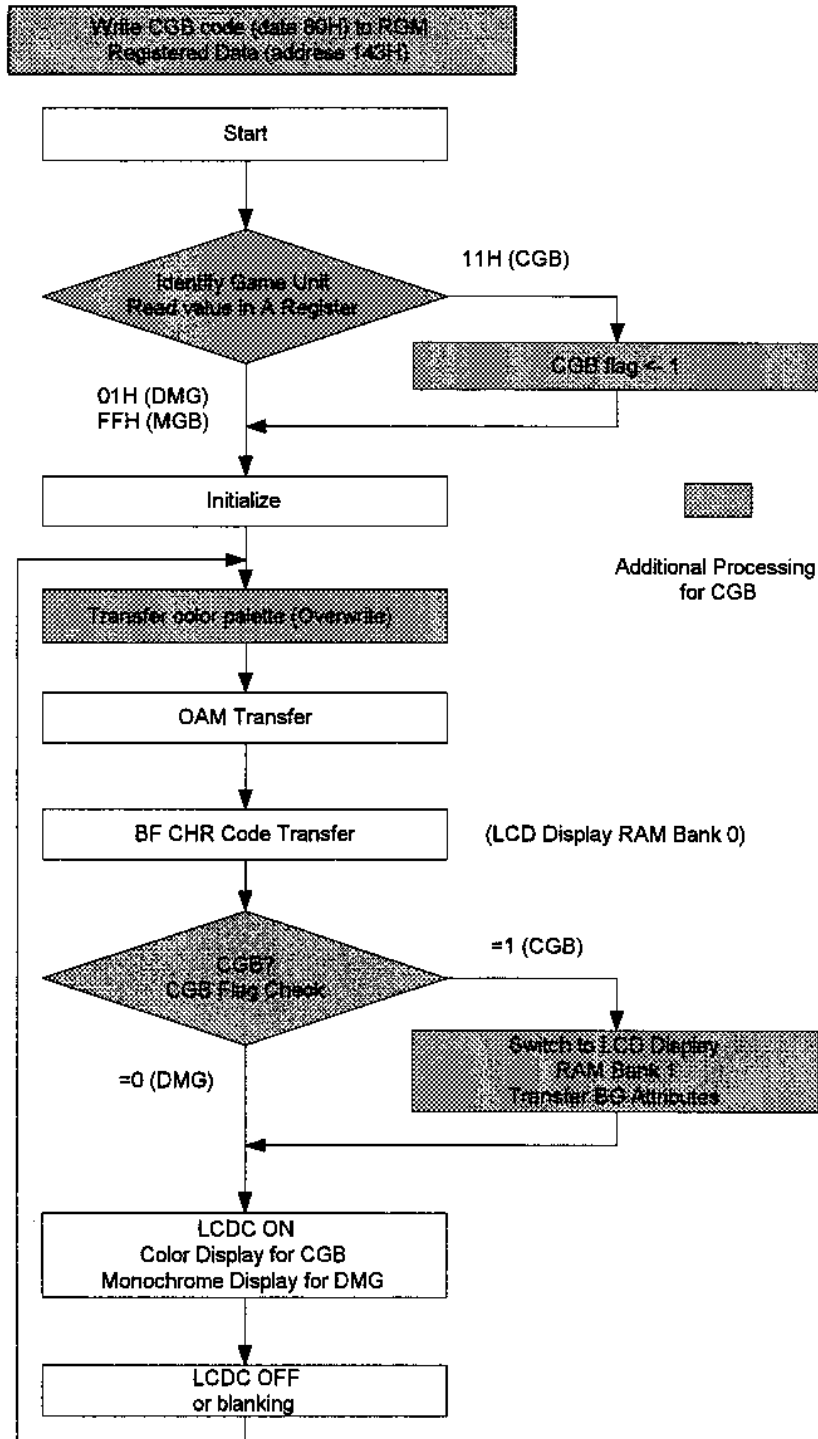 Write CGB code (data 80H) to ROM
Registered Data (address 143H)
Start
Identify Game Unit
Read value in A Register
11H (CGB)
CGB flag <- 1
01H (DMG)
FFH (MGB)
Initialize
Additional Processing
for CGB
Transfer color palette (Overwrite)
OAM Transfer
BF CHR Code Transfer
(LCD Display RAM Bank 0)
CGB?
CGB Flag Check
=1 (CGB)
Switch to LCD Display
RAM Bank 1
Transfer BG Attributes
=0 (DMG)
LCDC ON
Color Display for CGB
Monochrome Display for DMG
LCDC OFF
or blanking